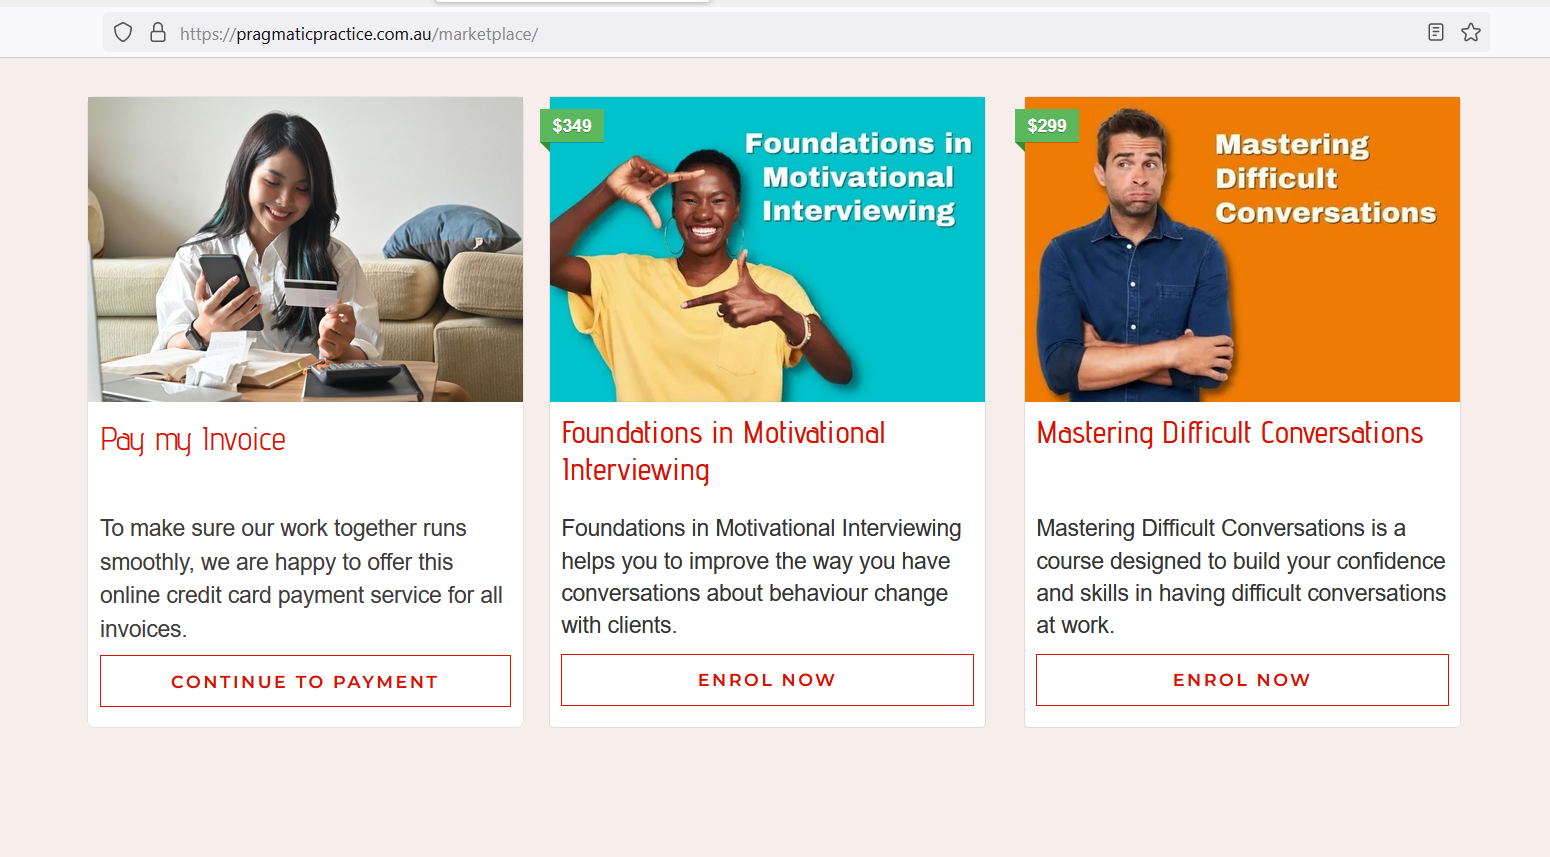 https://pragmaticpractice.com.au/marketplace/
$349
Foundations in
Motivational
Interviewing
$299
Mastering
Difficult
Conversations
Pay my Invoice
To make sure our work together runs
smoothly, we are happy to offer this
online credit card payment service for all
invoices.
CONTINUE TO PAYMENT
Foundations in Motivational
Interviewing
Foundations in Motivational Interviewing
helps you to improve the way you have
conversations about behaviour change
with clients.
ENROL NOW
Mastering Difficult Conversations
Mastering Difficult Conversations is a
course designed to build your confidence
and skills in having difficult conversations
at work.
ENROL NOW